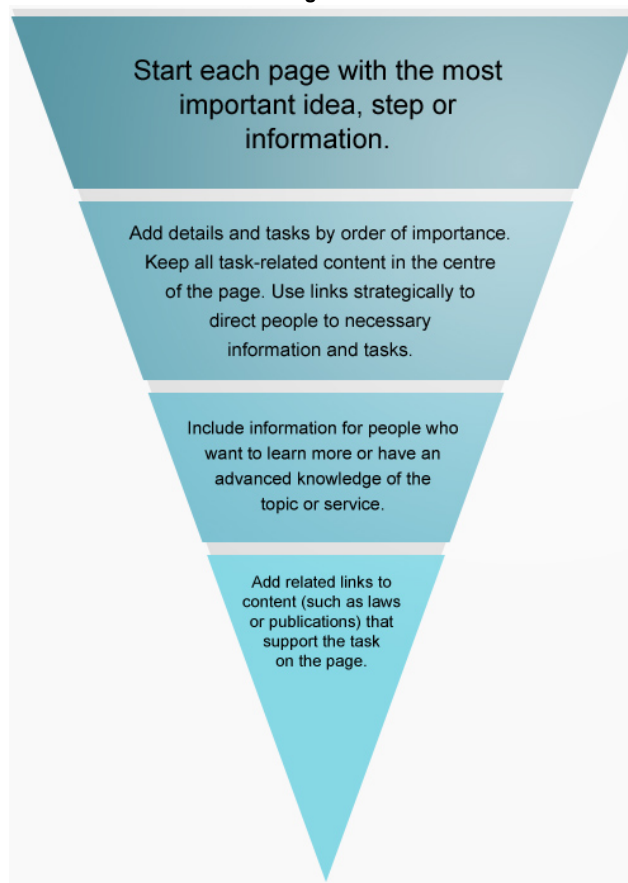 Start each page with the most
important idea, step or
information.
Add details and tasks by order of importance.
Keep all task-related content in the centre
of the page. Use links strategically to
direct people to necessary
information and tasks.
Include information for people who
want to learn more or have an
advanced knowledge of the
topic or service.
Add related links to
content (such as laws
or publications) that
support the task
on the page.